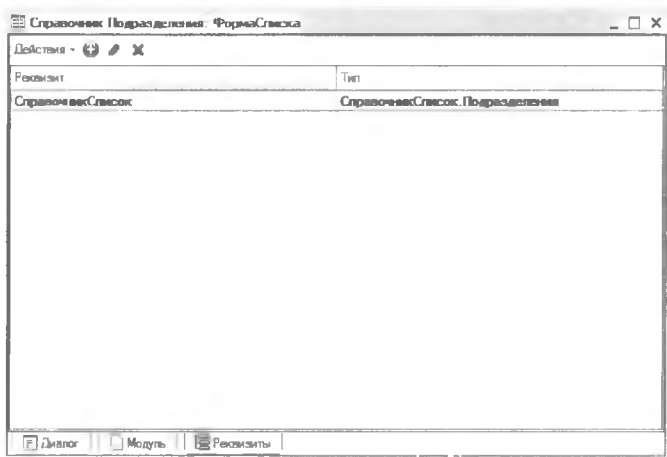 Справочник Подразделения: ФормаСписка
Действия
Реквизит Тип
СправочникСписок СправочникСписок.Подразделения
Диалог Модуль Реквизиты